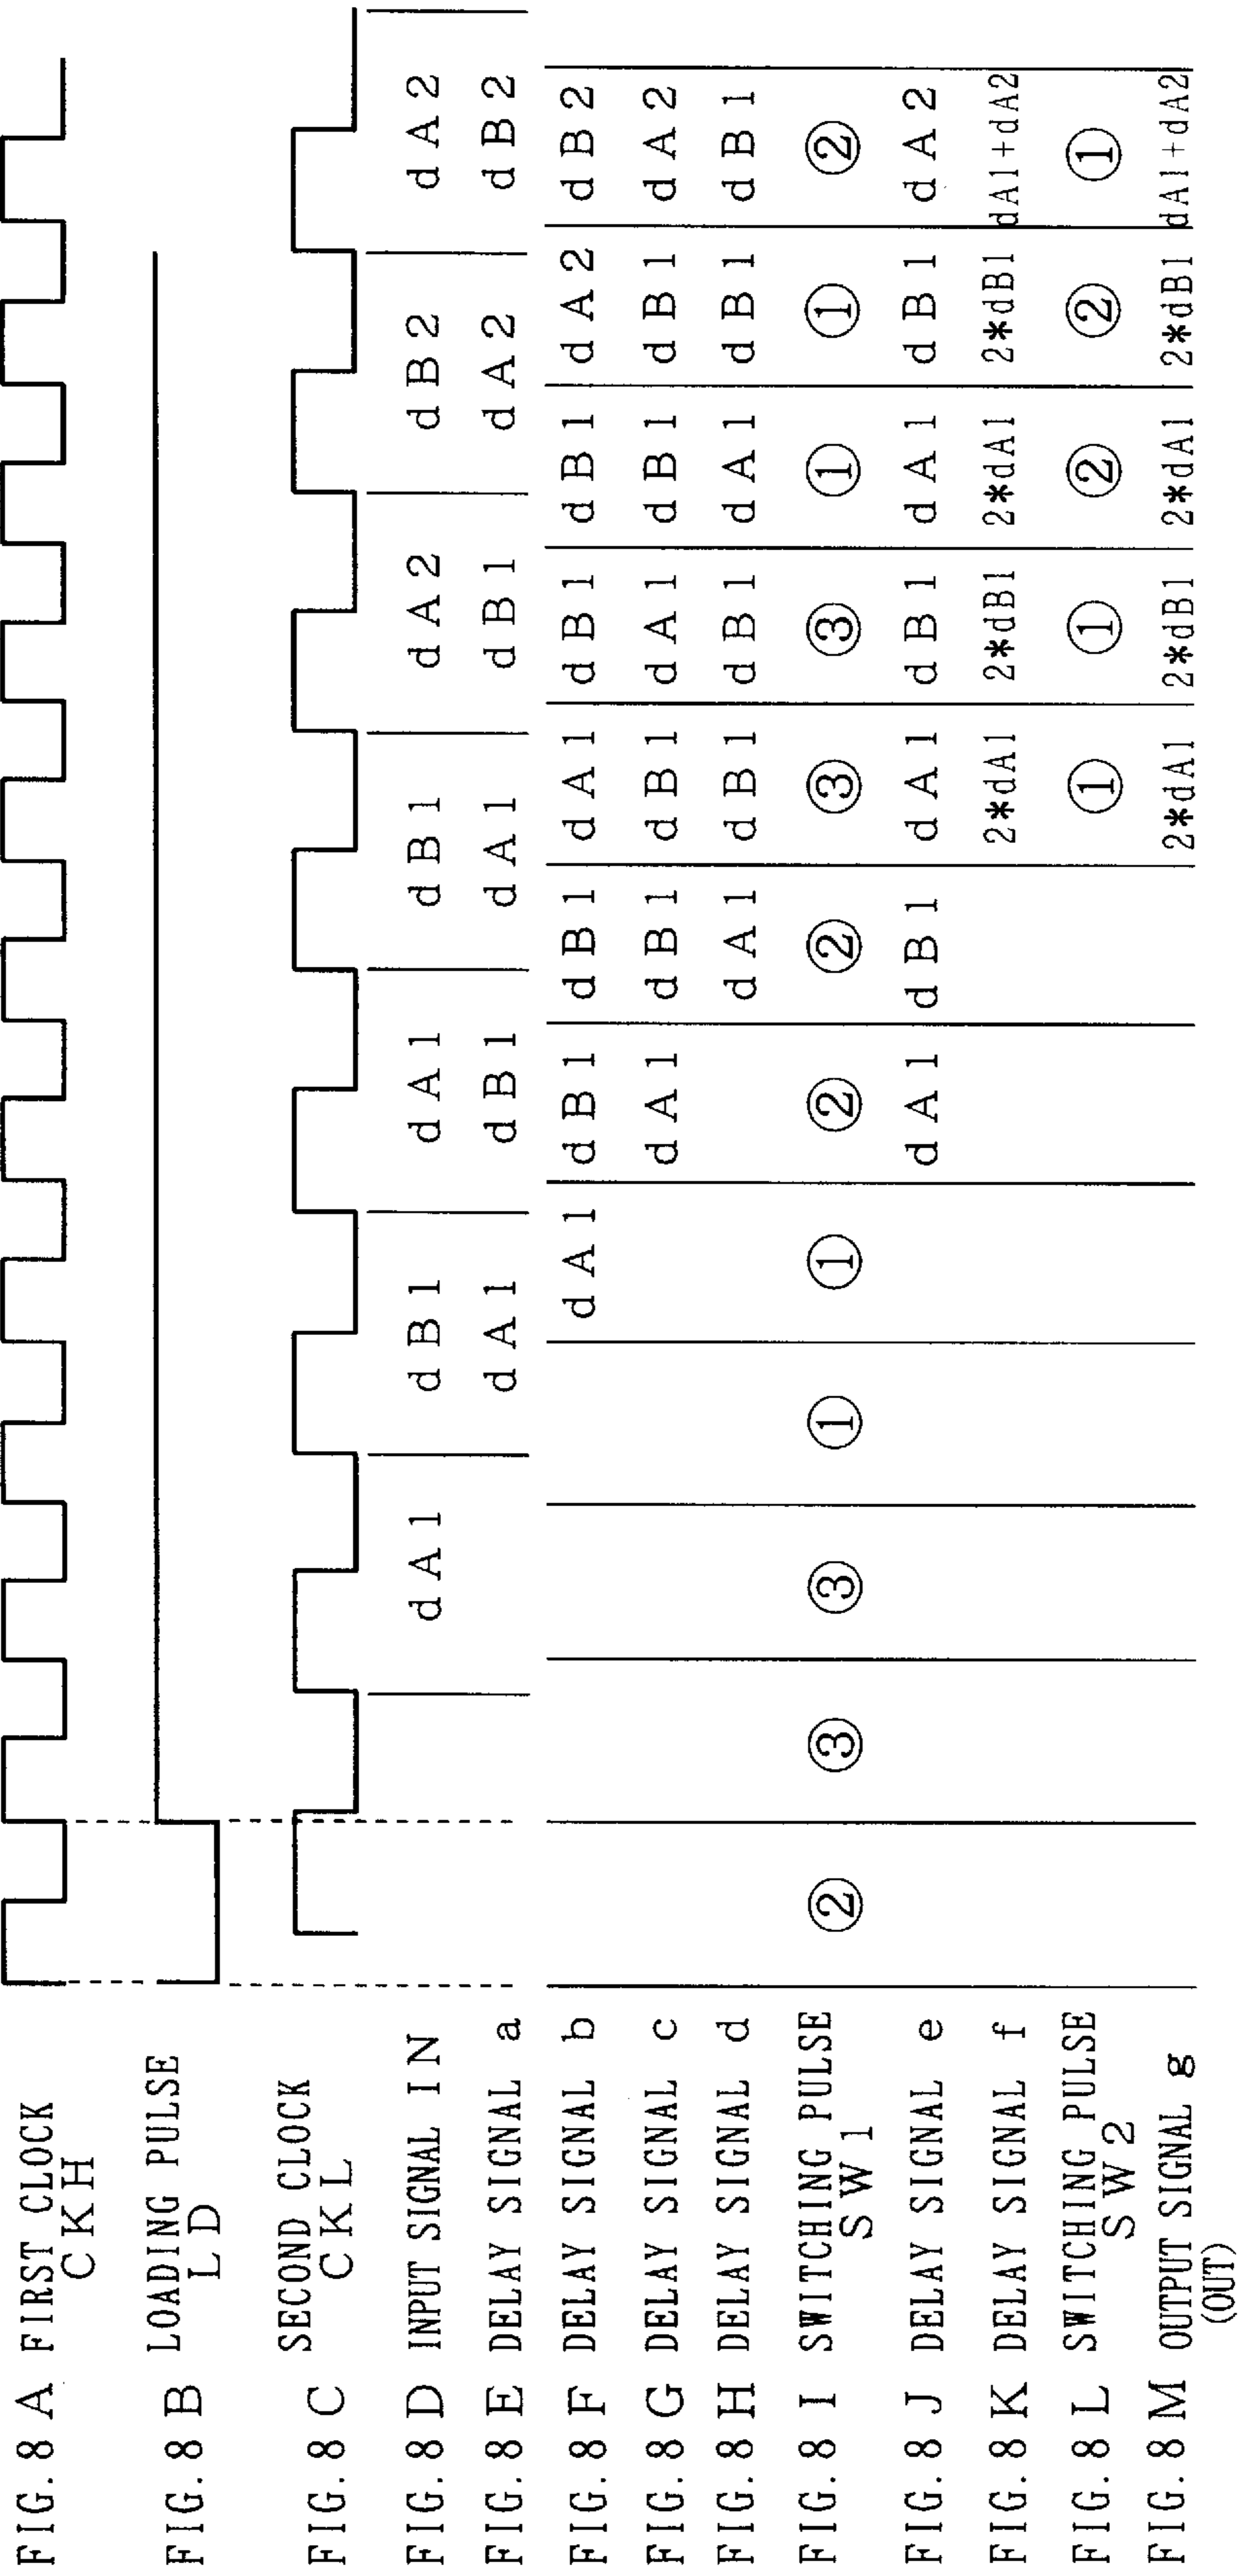 FIG. 8 A FIRST CLOCK
CKH
FIG. 8 B LOADING PULSE
LD
FIG. 8 C SECOND CLOCK
CKL
FIG. 8 D INPUT SIGNAL IN dA1 dB1 dA1 dB1 dA2 dB2 dA2
FIG. 8 E DELAY SIGNAL a dA1 dB1 dA1 dB1 dA2 dB2
FIG. 8 F DELAY SIGNAL b dA1 dB1 dB1 dA1 dB1 dB1 dA2 dB2
FIG. 8 G DELAY SIGNAL c dA1 dB1 dB1 dA1 dB1 dB1 dA2
FIG. 8 H DELAY SIGNAL d dA1 dB1 dB1 dA1 dB1 dB1
FIG. 8 I SWITCHING PULSE ② ③ ③ ① ① ② ② ③ ③ ① ① ②
SW1
FIG. 8 J DELAY SIGNAL e dA1 dB1 dA1 dB1 dA1 dB1 dA2
FIG. 8 K DELAY SIGNAL f 2*dA1 2*dB1 2*dA1 2*dB1 dA1+dA2
FIG. 8 L SWITCHING PULSE ① ① ② ② ①
SW2
FIG. 8 M OUTPUT SIGNAL g 2*dA1 2*dB1 2*dA1 2*dB1 dA1+dA2
(OUT)